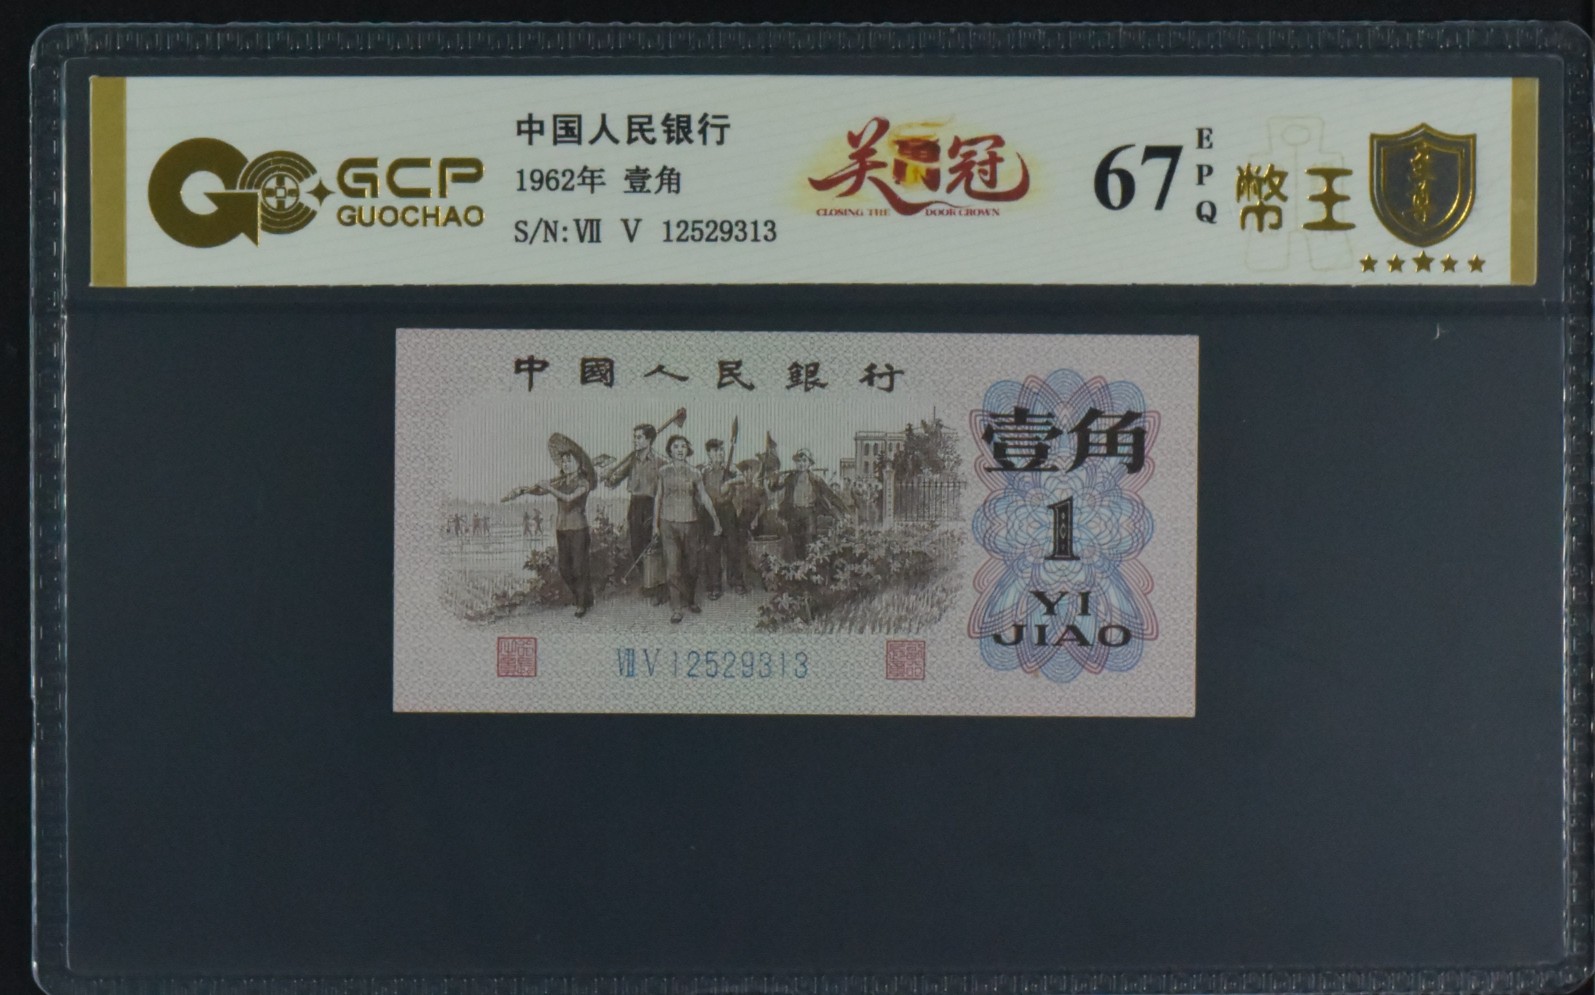 GCP
GUOCHAO
中国人民银行
1962年 壹角
S/N: Ⅶ Ⅴ 12529313
关门冠
CLOSING THE DOOR CROWN
67
EPQ
幣王
中國人民銀行
壹角
1
YI
JIAO
Ⅶ Ⅴ 12529313